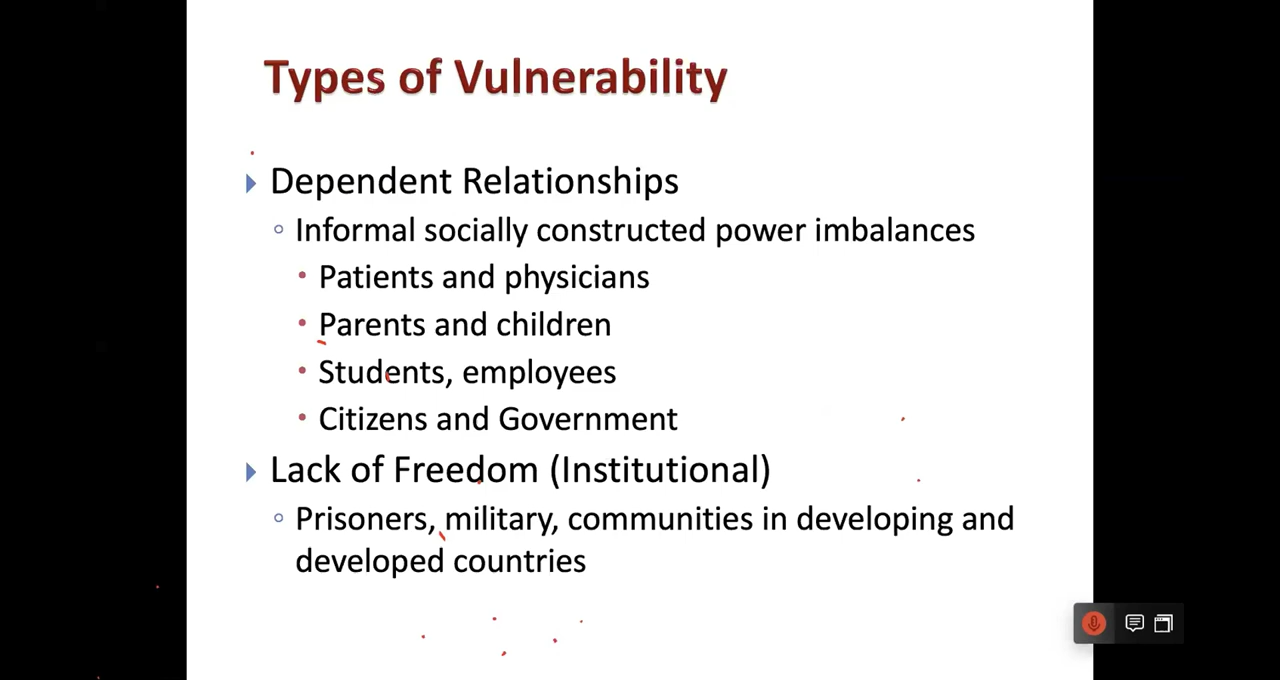 Types of Vulnerability
Dependent Relationships
Informal socially constructed power imbalances
Patients and physicians
Parents and children
Students, employees
Citizens and Government
Lack of Freedom (Institutional)
Prisoners, military, communities in developing and
developed countries